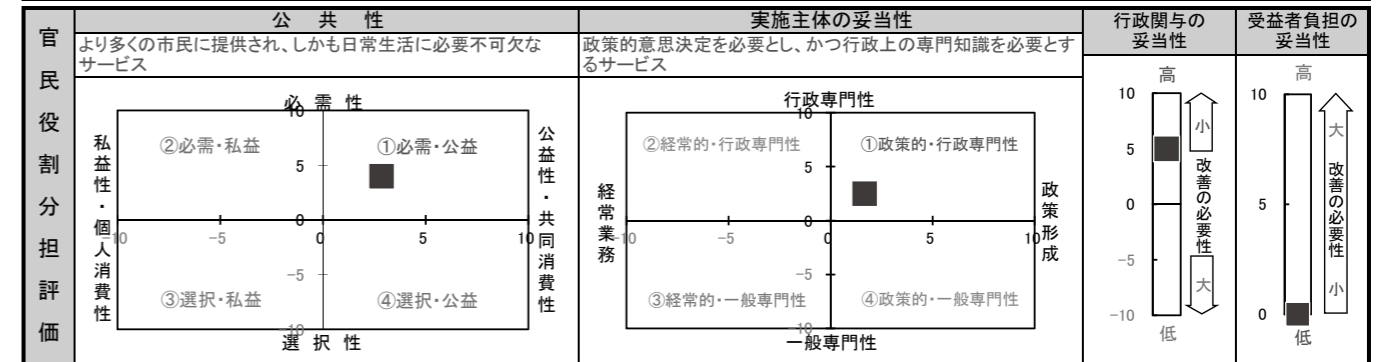 官民役割分担評価
公共性
より多くの市民に提供され、しかも日常生活に必要不可欠な
サービス
必需性
10
②必需・私益
①必需・公益
5
私益性・個人消費性
公益性・共同消費性
0
-10
-5
0
5
10
-5
③選択・私益
④選択・公益
-10
選択性
実施主体の妥当性
政策的意思決定を必要とし、かつ行政上の専門知識を必要とす
るサービス
行政専門性
10
②経常的・行政専門性
①政策的・行政専門性
5
経常業務
政策形成
0
-10
-5
0
5
10
-5
③経常的・一般専門性
④政策的・一般専門性
-10
一般専門性
行政関与の
妥当性
高
10
5
0
-5
-10
低
小
改善の必要性
大
受益者負担の
妥当性
高
10
5
0
低
大
改善の必要性
小